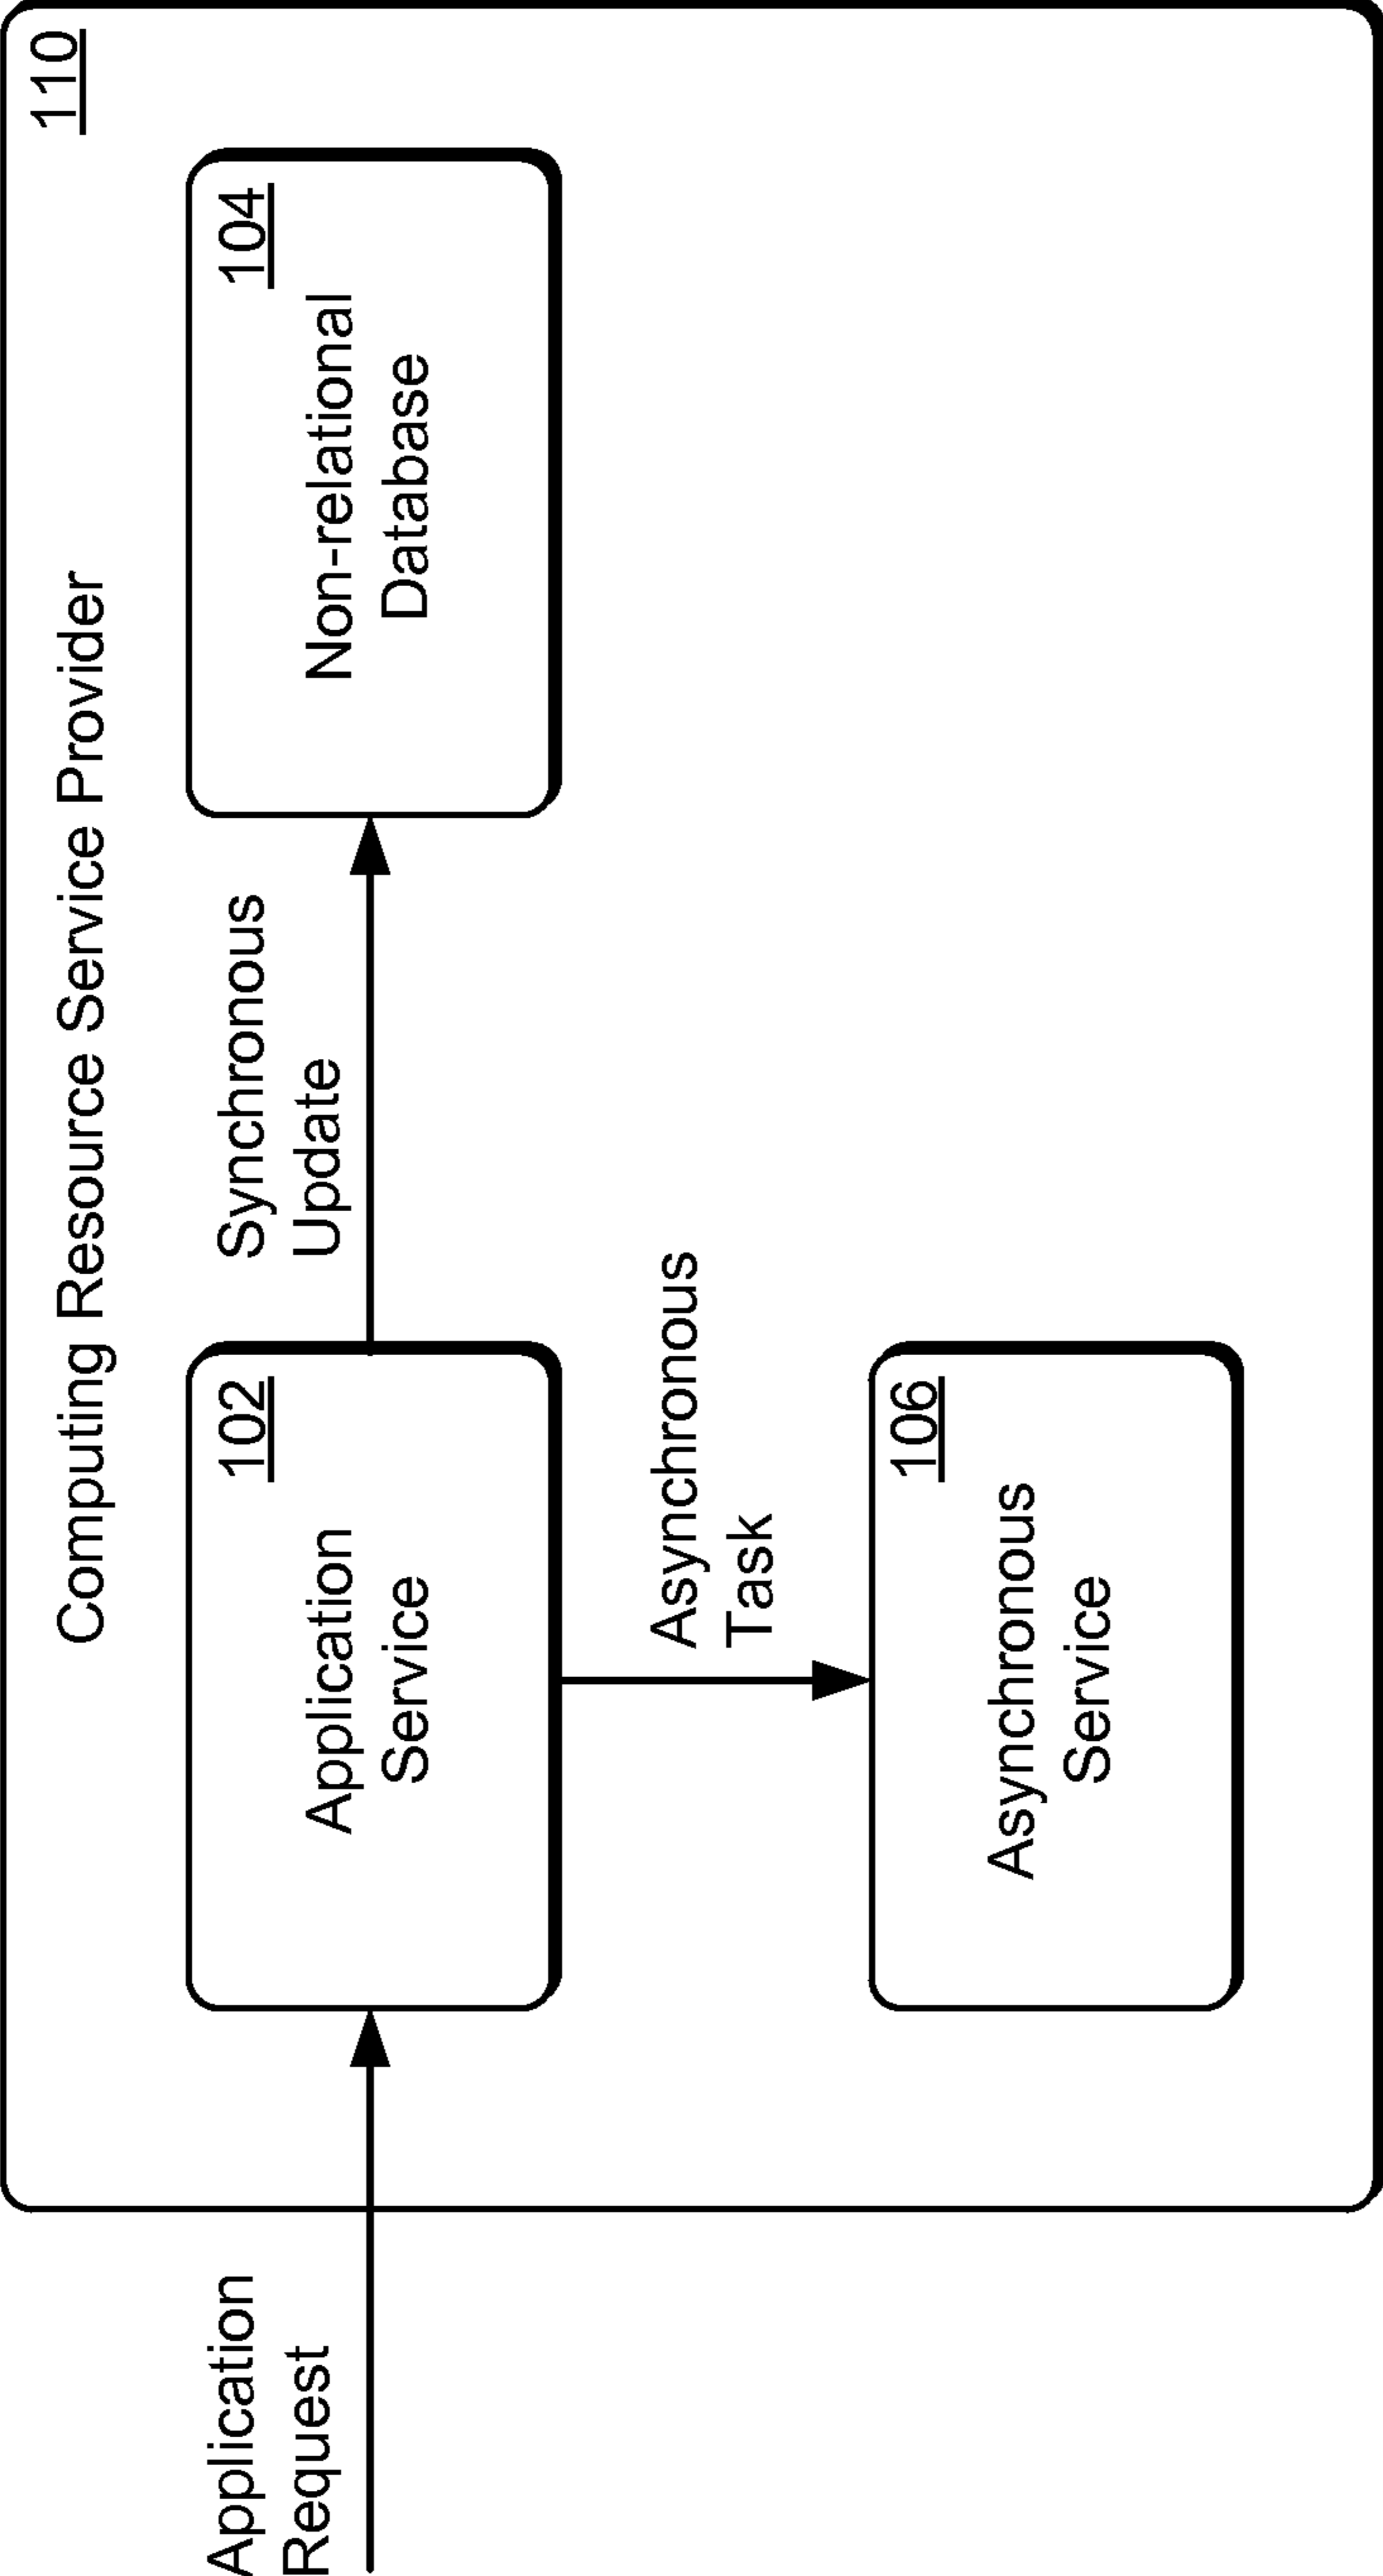 110
Computing Resource Service Provider
Application
Request
102
Application
Service
Synchronous
Update
104
Non-relational
Database
Asynchronous
Task
106
Asynchronous
Service